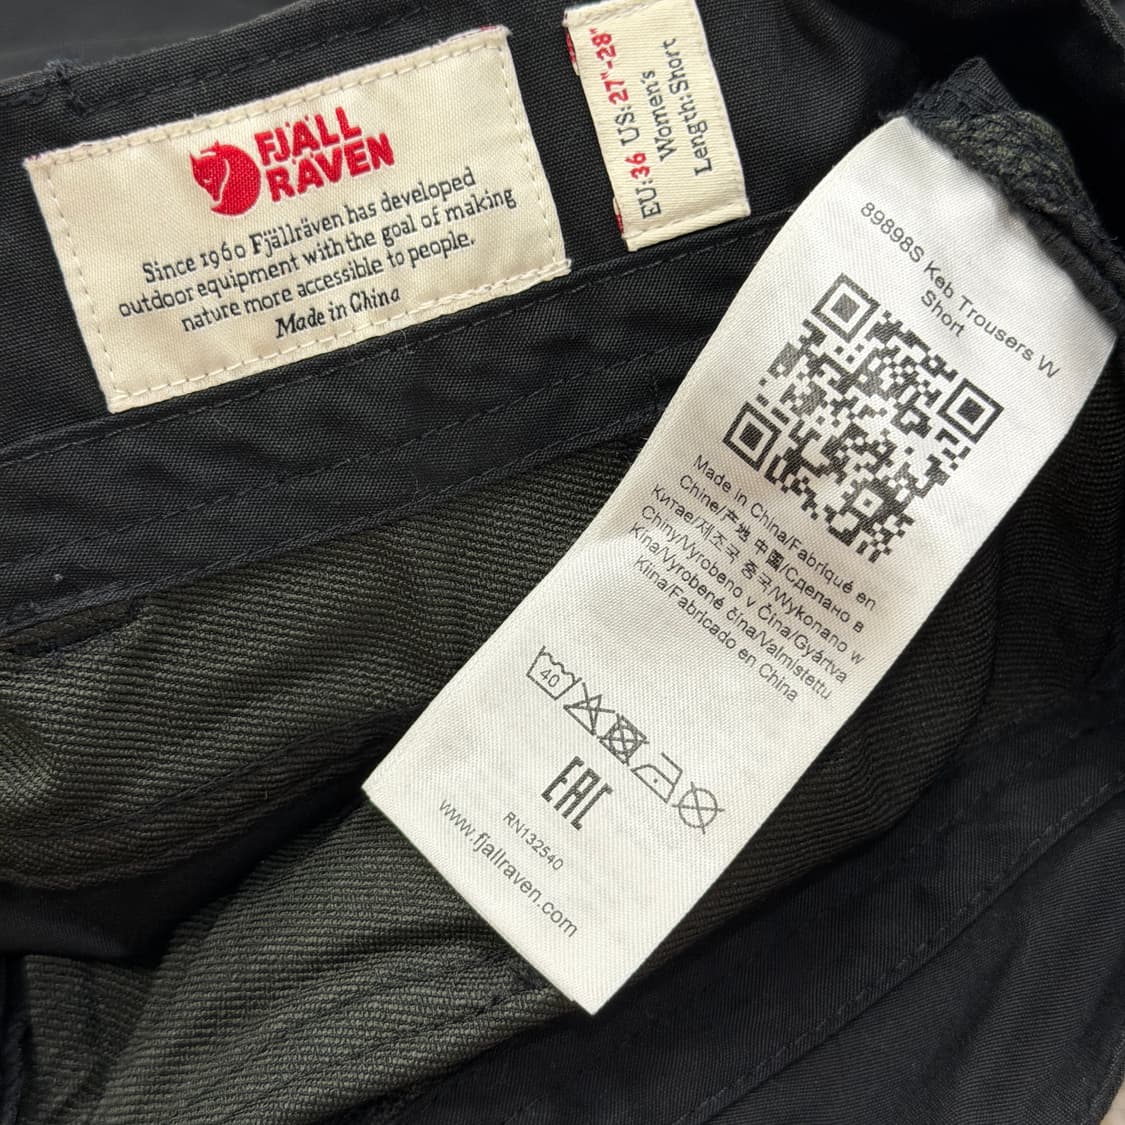 FJÄLL
RÄVEN
Since 1960 Fjällräven has developed
outdoor equipment with the goal of making
nature more accessible to people.
Made in China
EU:36 US:27"-28"
Women's
Length:Short
89898S Keb Trousers W
Short
Made in China/Fabriqué en
Chine/产地 中国/Сделано в
Китае/제조국 중국/Wykonano w
Chiny/Vyrobeno v Čína/Gyártva
Kína/Vyrobené čína/Valmistettu
Kiina/Fabricado en China
40
EAC
RN132540
www.fjallraven.com